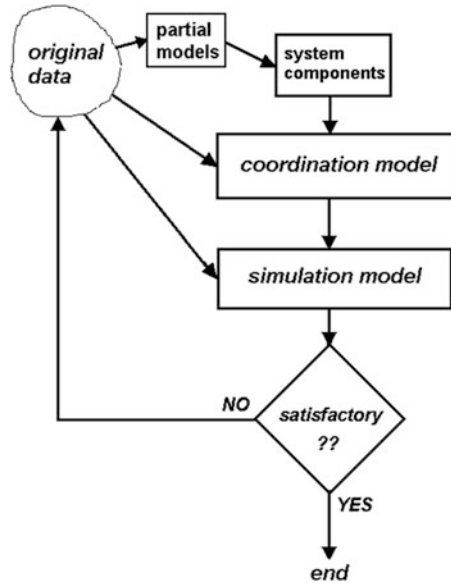 original
data
partial
models
system
components
coordination model
simulation model
satisfactory
??
NO
YES
end